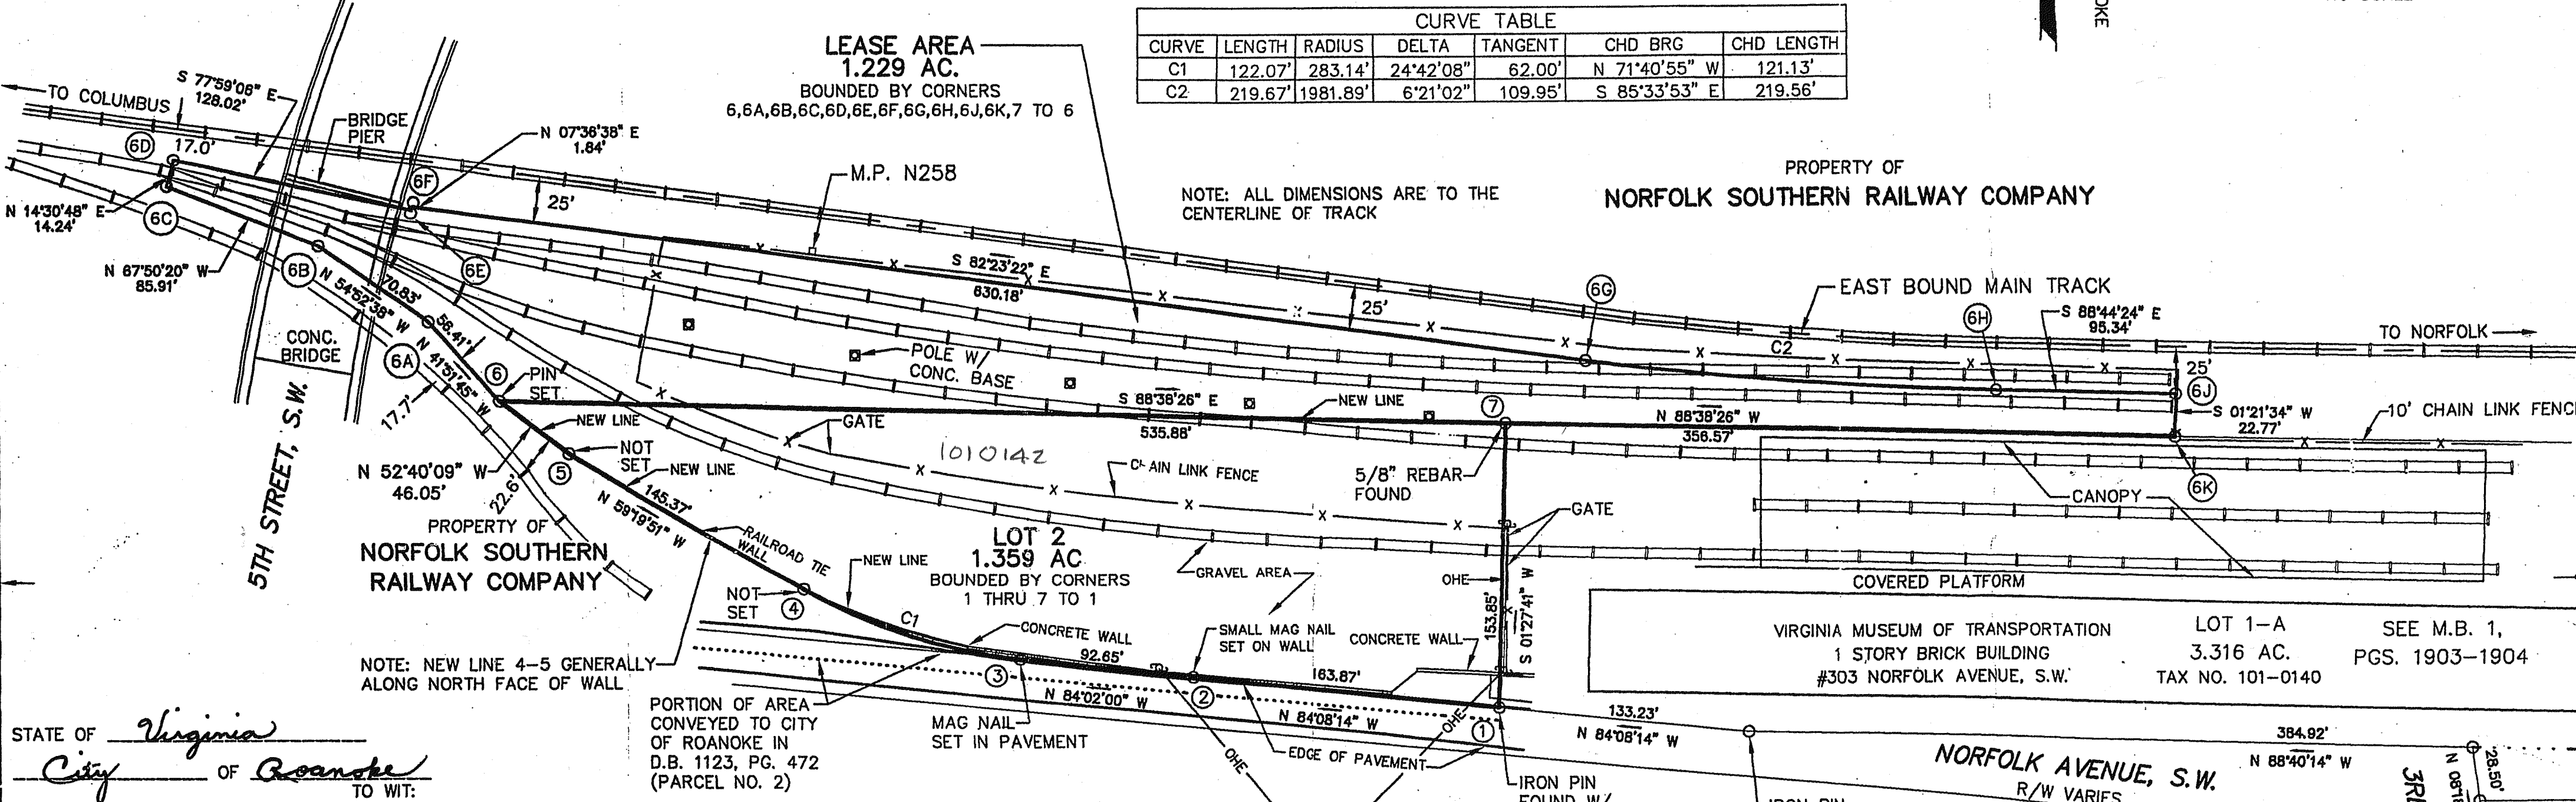 CURVE TABLE
CURVE LENGTH RADIUS DELTA TANGENT CHD BRG CHD LENGTH
C1 122.07' 283.14' 24°42'08" 62.00' N 71°40'55" W 121.13'
C2 219.67' 1981.89' 6°21'02" 109.95' S 85°33'53" E 219.56'
LEASE AREA
1.229 AC.
BOUNDED BY CORNERS
6,6A,6B,6C,6D,6E,6F,6G,6H,6J,6K,7 TO 6
TO COLUMBUS
S 77°59'06" E
128.02'
BRIDGE
PIER
N 07°36'38" E
1.84'
6D
17.0'
6F
25'
M.P. N258
NOTE: ALL DIMENSIONS ARE TO THE
CENTERLINE OF TRACK
PROPERTY OF
NORFOLK SOUTHERN RAILWAY COMPANY
N 14°30'48" E
14.24'
6C
N 67°50'20" W
85.91'
6B
6E
N 54°52'38" W
70.83'
S 82°23'22" E
630.18'
25'
6G
EAST BOUND MAIN TRACK
C2
6H
S 88°44'24" E
95.34'
TO NORFOLK
25'
6J
S 01°21'34" W
22.77'
10' CHAIN LINK FENC
6K
CONC.
BRIDGE
6A
56.41'
N 41°51'45" W
17.7'
6
PIN
SET
POLE W/
CONC. BASE
S 88°38'26" E
535.88'
NEW LINE
7
N 88°38'26" W
356.57'
5/8" REBAR
FOUND
GATE
NEW LINE
NOT
SET
5
NEW LINE
N 52°40'09" W
46.05'
22.6'
1010142
CHAIN LINK FENCE
CANOPY
GATE
5TH STREET, S.W.
PROPERTY OF
NORFOLK SOUTHERN
RAILWAY COMPANY
145.37'
N 59°19'51" W
RAILROAD TIE
WALL
NEW LINE
LOT 2
1.359 AC
BOUNDED BY CORNERS
1 THRU 7 TO 1
GRAVEL AREA
OHE
S 01°27'41" W
153.85'
COVERED PLATFORM
NOT
SET
4
C1
CONCRETE WALL
92.65'
SMALL MAG NAIL
SET ON WALL
CONCRETE WALL
VIRGINIA MUSEUM OF TRANSPORTATION
1 STORY BRICK BUILDING
#303 NORFOLK AVENUE, S.W.
LOT 1-A
3.316 AC.
TAX NO. 101-0140
SEE M.B. 1,
PGS. 1903-1904
NOTE: NEW LINE 4-5 GENERALLY
ALONG NORTH FACE OF WALL
3
N 84°02'00" W
2
163.87'
N 84°08'14" W
1
OHE
OHE
EDGE OF PAVEMENT
PORTION OF AREA
CONVEYED TO CITY
OF ROANOKE IN
D.B. 1123, PG. 472
(PARCEL NO. 2)
MAG NAIL
SET IN PAVEMENT
133.23'
N 84°08'14" W
384.92'
N 88°40'14" W
28.50'
NORFOLK AVENUE, S.W.
R/W VARIES
IRON PIN
FOUND W/
IRON PIN
STATE OF Virginia
City OF Roanoke
TO WIT: